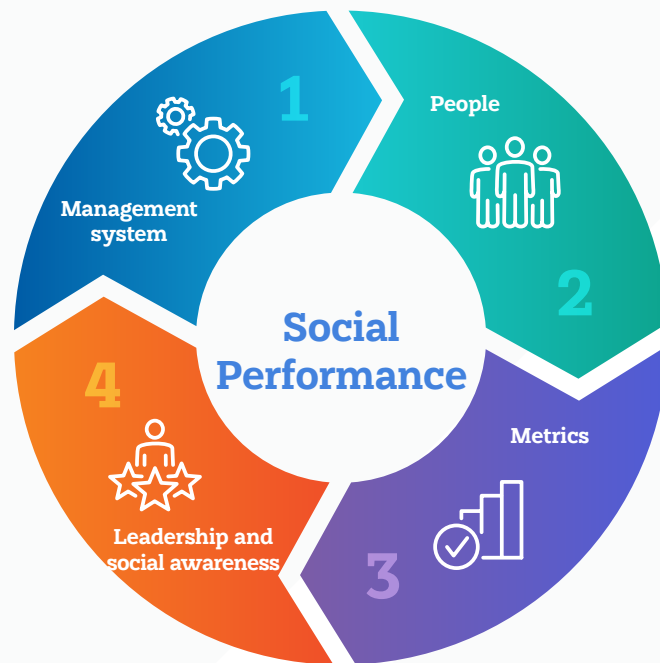 1
Management
system
People
2
Social
Performance
Metrics
3
4
Leadership and
social awareness